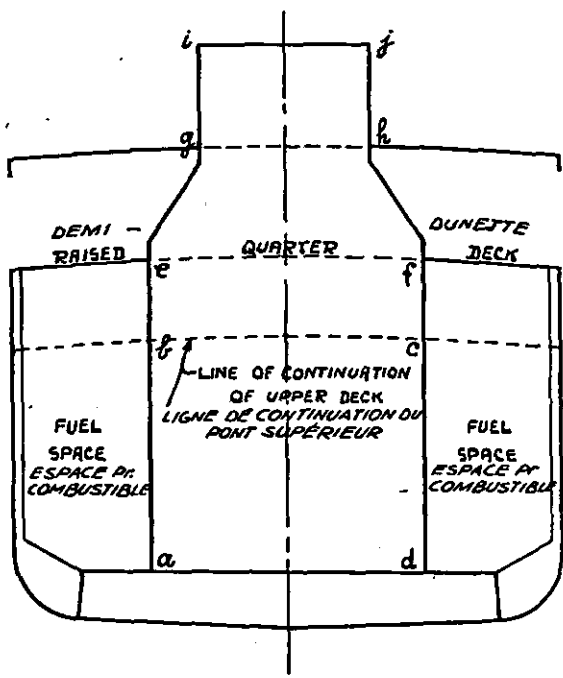 i j
g h
DEMI - DUNETTE
RAISED QUARTER DECK
e f
b c
LINE OF CONTINUATION
OF UPPER DECK
LIGNE DE CONTINUATION DU
PONT SUPÉRIEUR
FUEL
SPACE
ESPACE Pr.
COMBUSTIBLE
FUEL
SPACE
ESPACE Pr
COMBUSTIBLE
a d